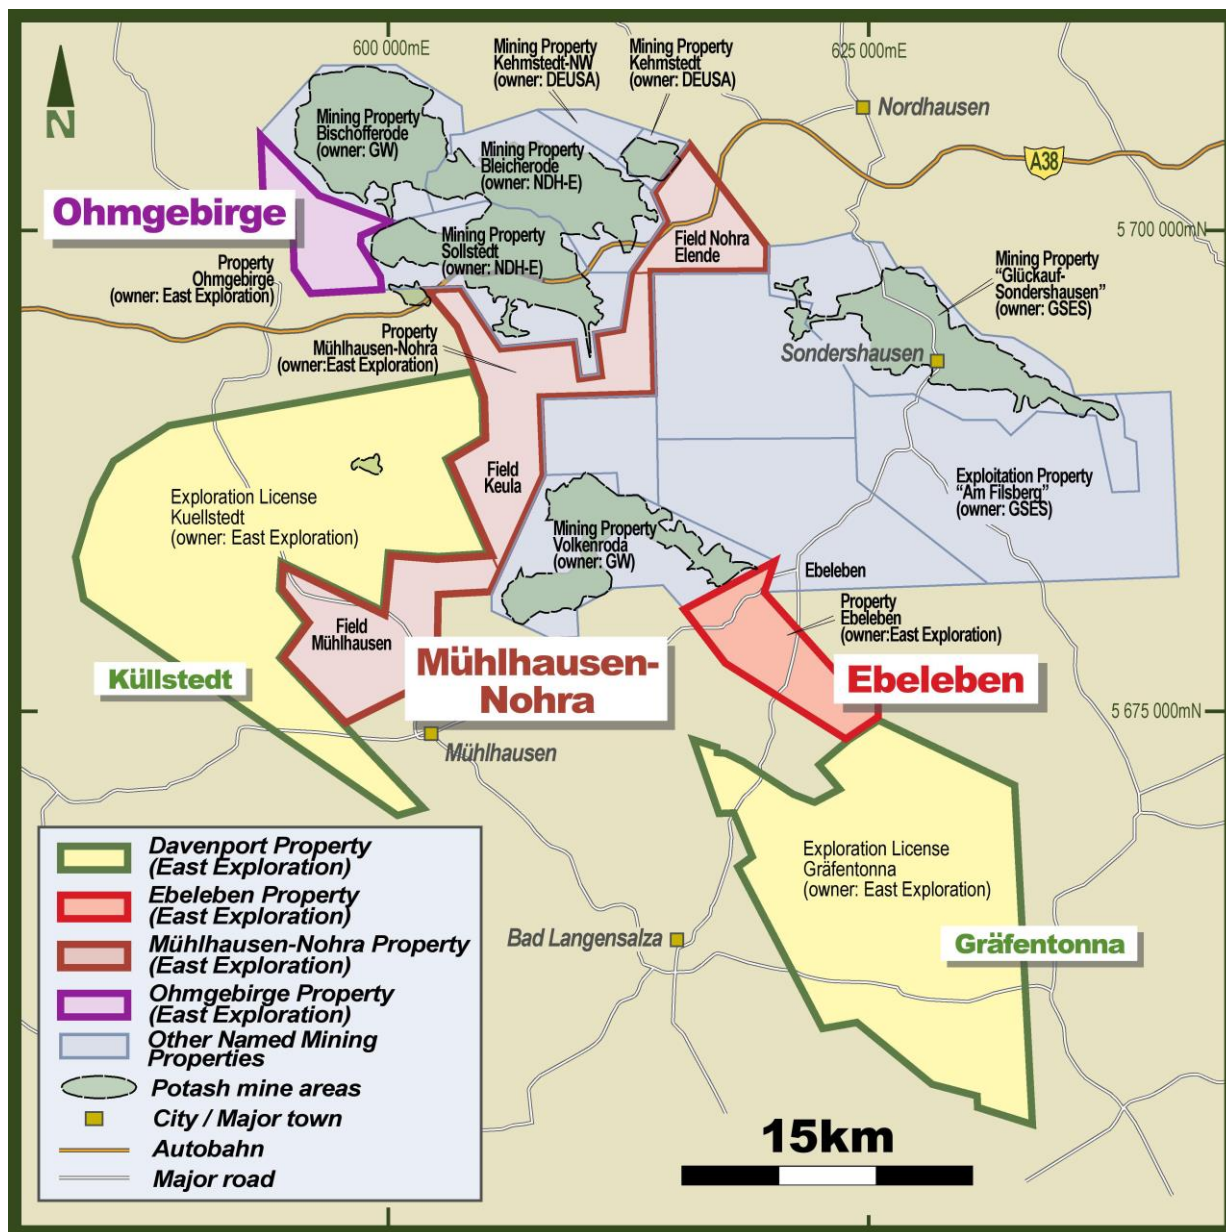 600 000mE
625 000mE
Mining Property
Kehmstedt-NW
(owner: DEUSA)
Mining Property
Kehmstedt
(owner: DEUSA)
N
Nordhausen
Mining Property
Bischofferode
(owner: GW)
Mining Property
Bleicherode
(owner: NDH-E)
A38
Ohmgebirge
5 700 000mN
Mining Property
Sollstedt
(owner: NDH-E)
Field Nohra
Elende
Property
Ohmgebirge
(owner: East Exploration)
Mining Property
“Glückauf-
Sondershausen”
(owner: GSES)
Property
Mühlhausen-Nohra
(owner:East Exploration)
Sondershausen
Exploration License
Kuellstedt
(owner: East Exploration)
Field
Keula
Exploitation Property
“Am Filsberg”
(owner: GSES)
Mining Property
Volkenroda
(owner: GW)
Ebeleben
Property
Ebeleben
(owner:East Exploration)
Field
Mühlhausen
Küllstedt
Mühlhausen-
Nohra
Ebeleben
5 675 000mN
Mühlhausen
Exploration License
Gräfentonna
(owner: East Exploration)
Bad Langensalza
Gräfentonna
Davenport Property
(East Exploration)
Ebeleben Property
(East Exploration)
Mühlhausen-Nohra Property
(East Exploration)
Ohmgebirge Property
(East Exploration)
Other Named Mining
Properties
Potash mine areas
City / Major town
Autobahn
Major road
15km